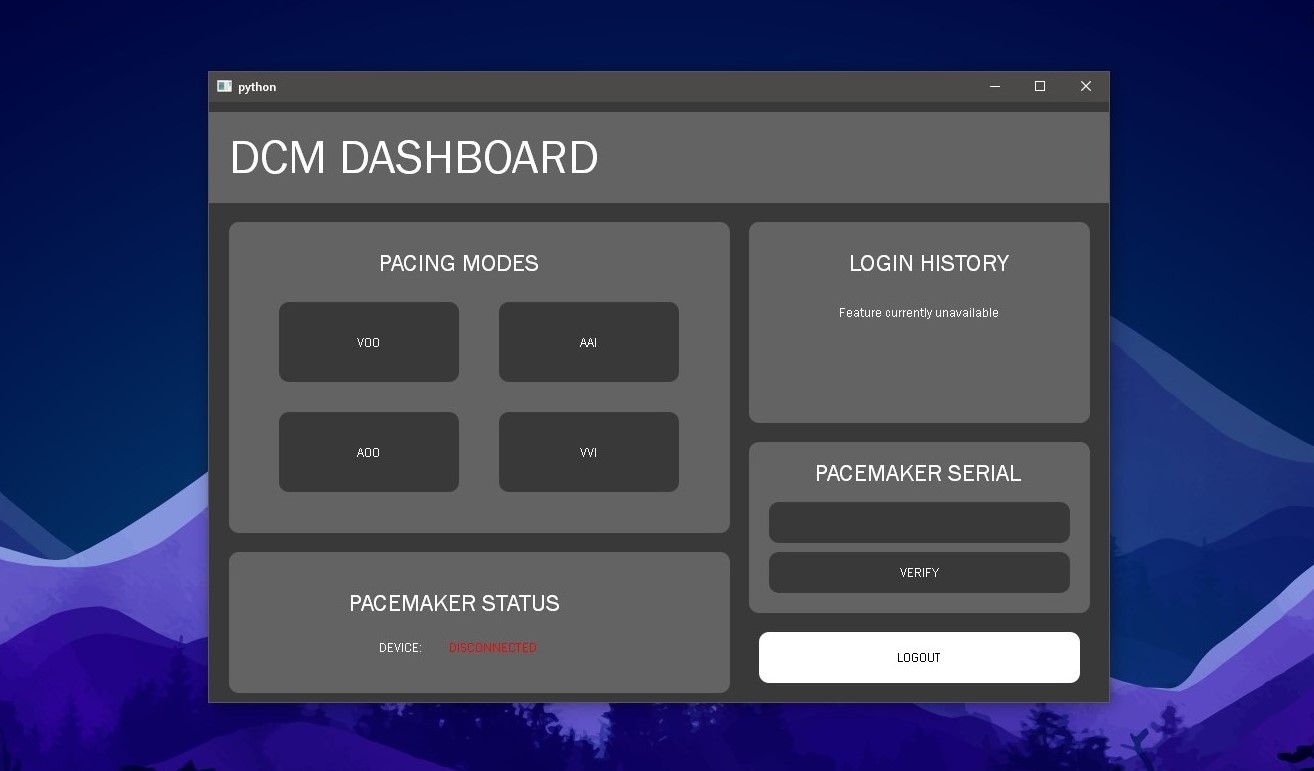 python
DCM DASHBOARD
PACING MODES
VOO
AAI
AOO
VVI
PACEMAKER STATUS
DEVICE: DISCONNECTED
LOGIN HISTORY
Feature currently unavailable
PACEMAKER SERIAL
VERIFY
LOGOUT